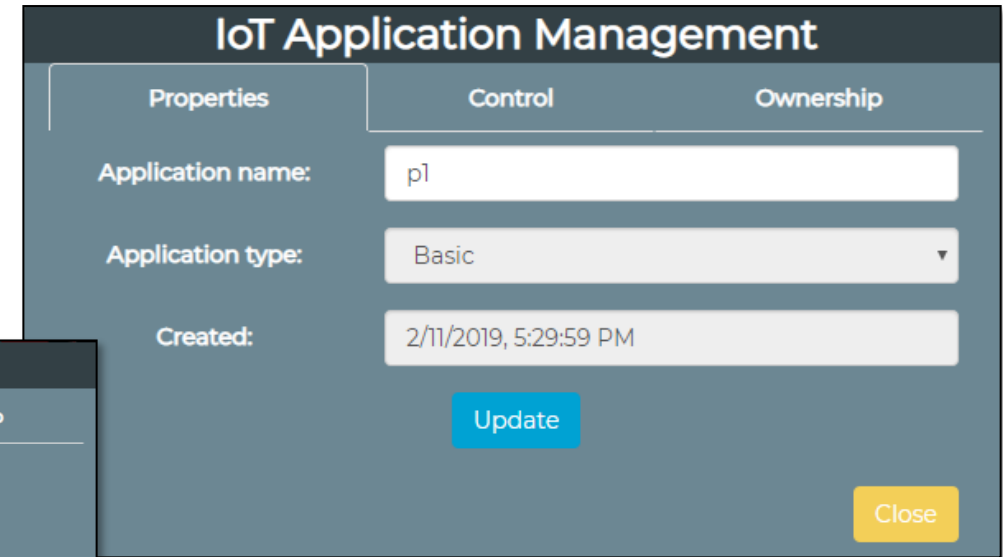 IoT Application Management
Properties Control Ownership
Application name: p1
Application type: Basic
Created: 2/11/2019, 5:29:59 PM
Update
Close